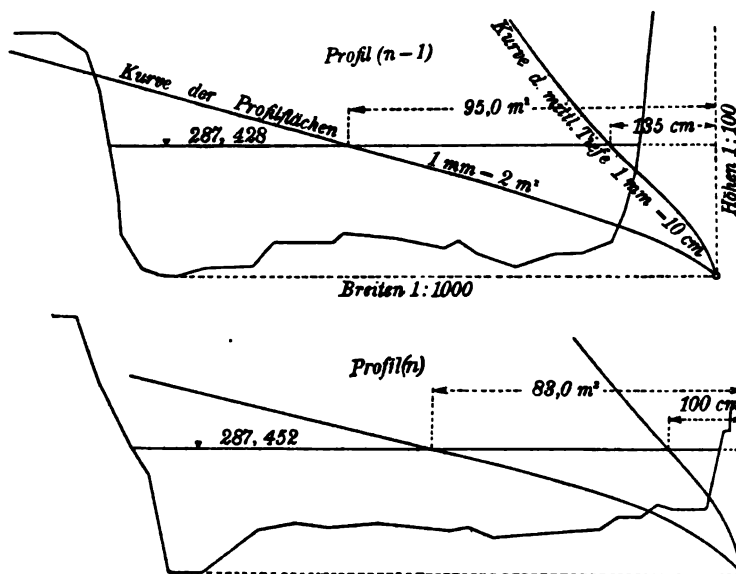 Profil (n-1)
Kurve d. mittl. Tiefe 1 mm = 10 cm
Kurve der Profilflächen
95,0 m²
135 cm
287, 428
1 mm = 2 m²
Höhen 1:100
Breiten 1:1000
Profil(n)
83,0 m²
100 cm
287, 452